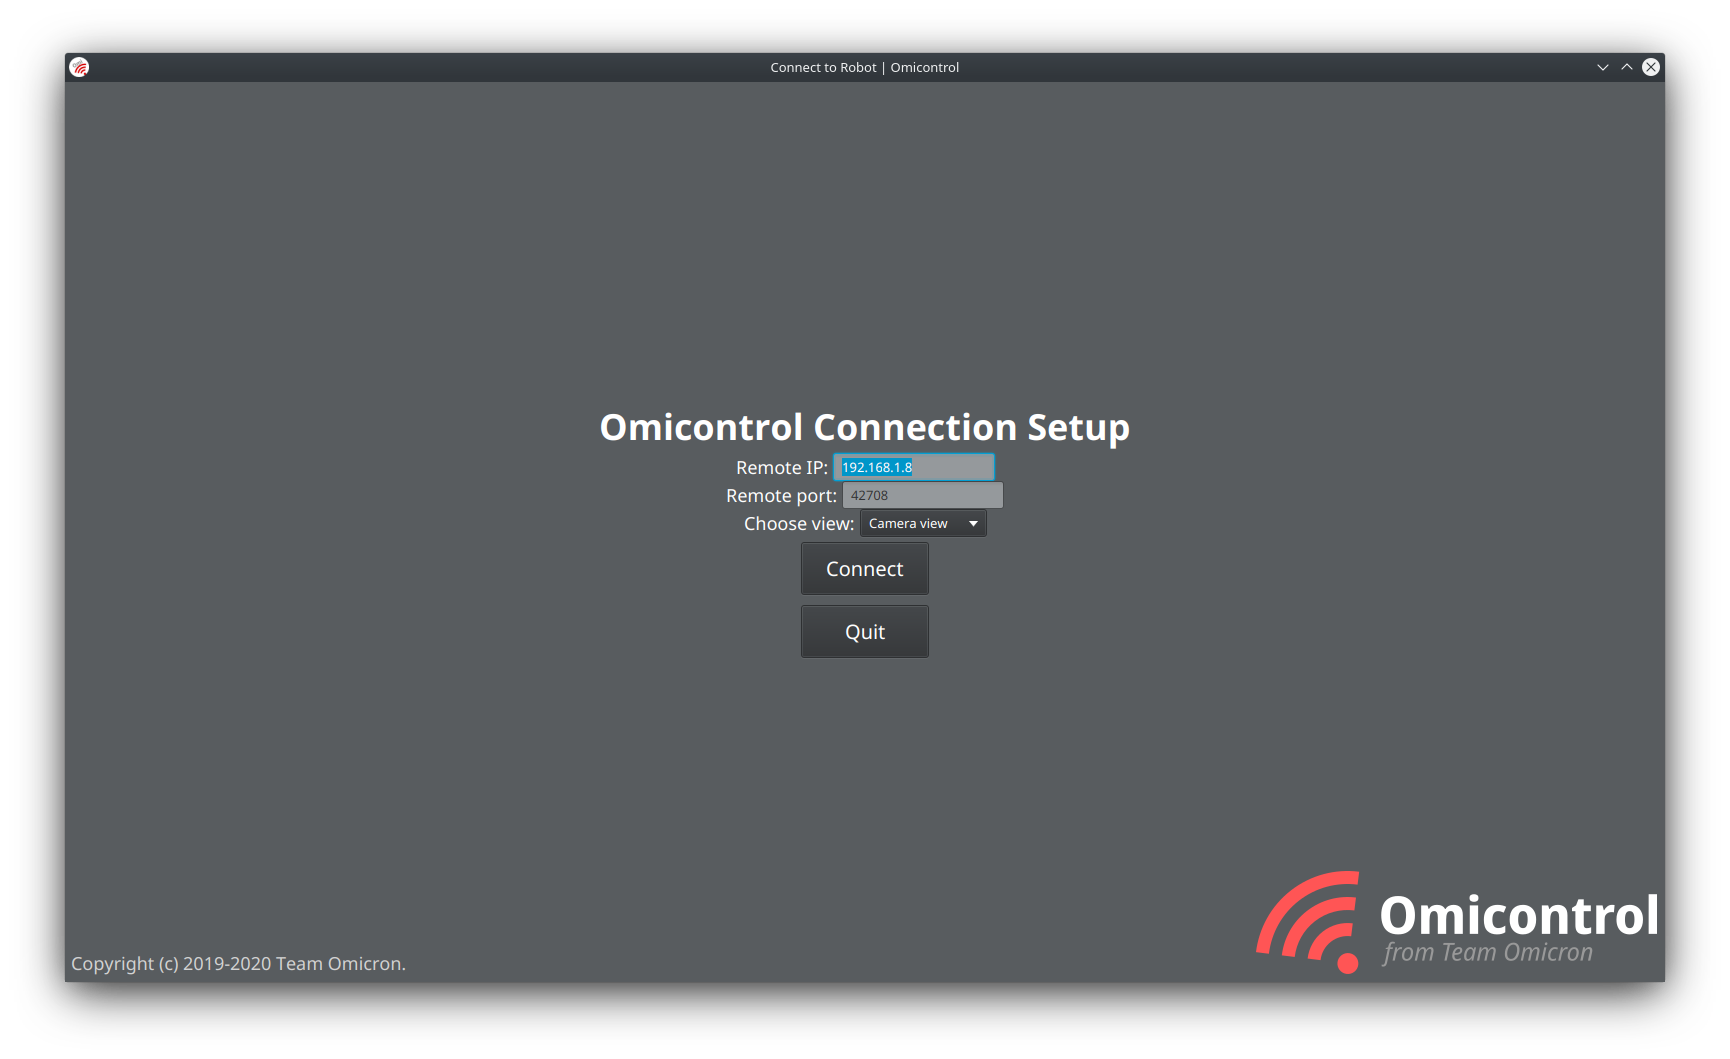 Connect to Robot | Omicontrol
Omicontrol Connection Setup
Remote IP: 192.168.1.8
Remote port: 42708
Choose view: Camera view
Connect
Quit
Omicontrol
from Team Omicron
Copyright (c) 2019-2020 Team Omicron.